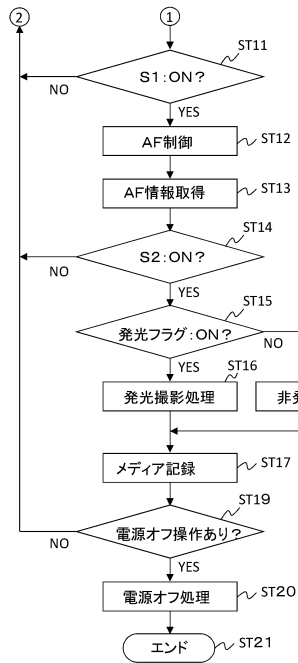 ② ①
ST11
S1:ON?
NO
YES
AF制御
ST12
AF情報取得
ST13
ST14
S2:ON?
NO
YES
ST15
発光フラグ:ON?
NO
YES
ST16
発光撮影処理
非発
メディア記録
ST17
ST19
電源オフ操作あり?
NO
YES
電源オフ処理
ST20
エンド
ST21